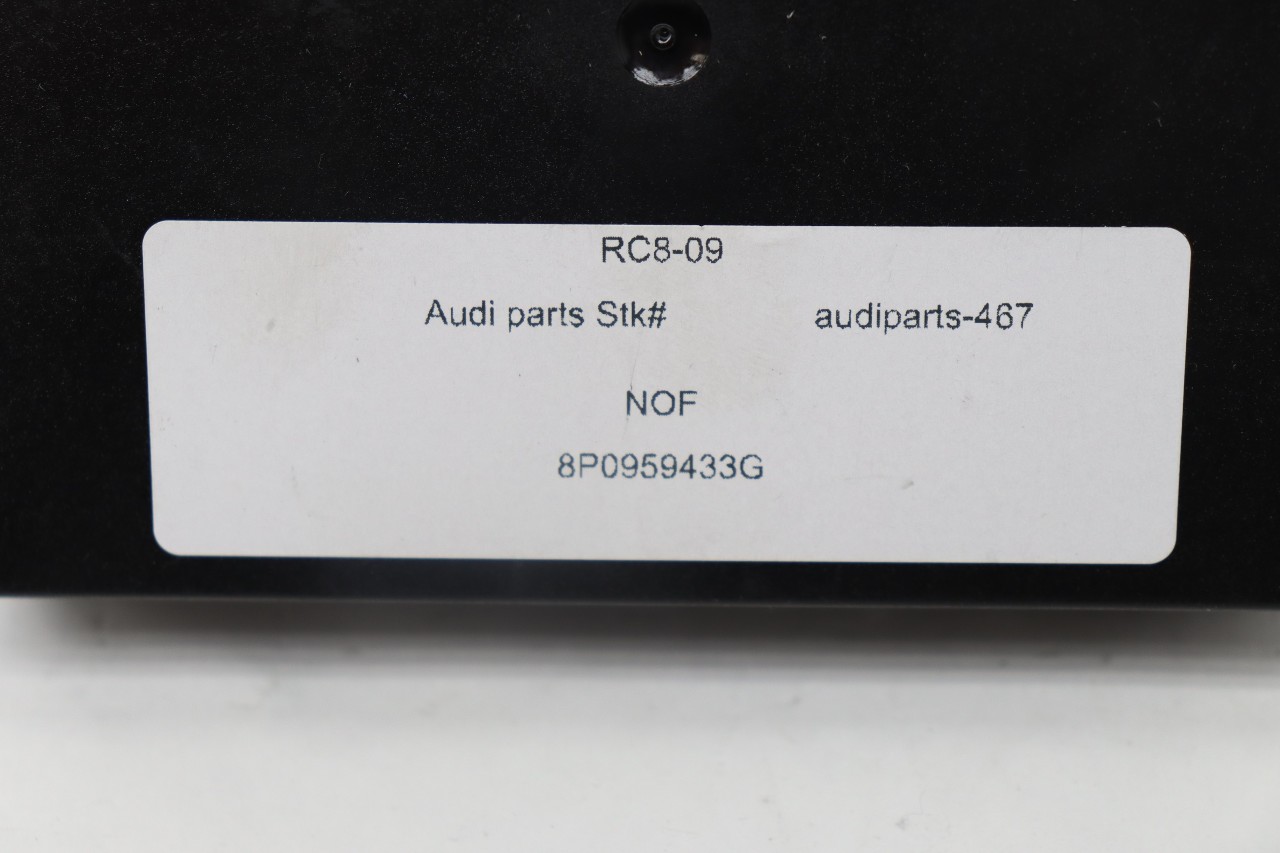 RC8-09
Audi parts Stk# audiparts-467
NOF
8P0959433G